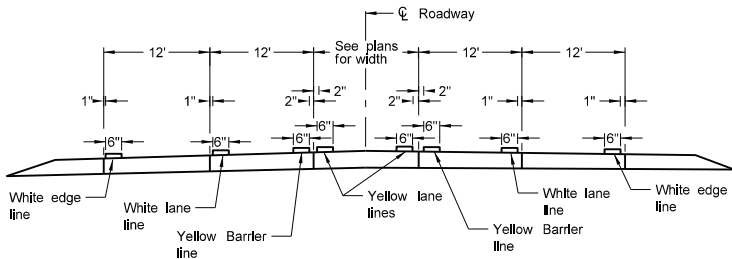 ℄ Roadway
12'
12'
See plans
for width
12'
12'
1"
1"
2"
2"
2"
2"
1"
1"
6"
6"
6"
6"
6"
6"
6"
6"
White edge
line
White lane
line
Yellow Barrier
line
Yellow lane
lines
Yellow Barrier
line
White lane
line
White edge
line